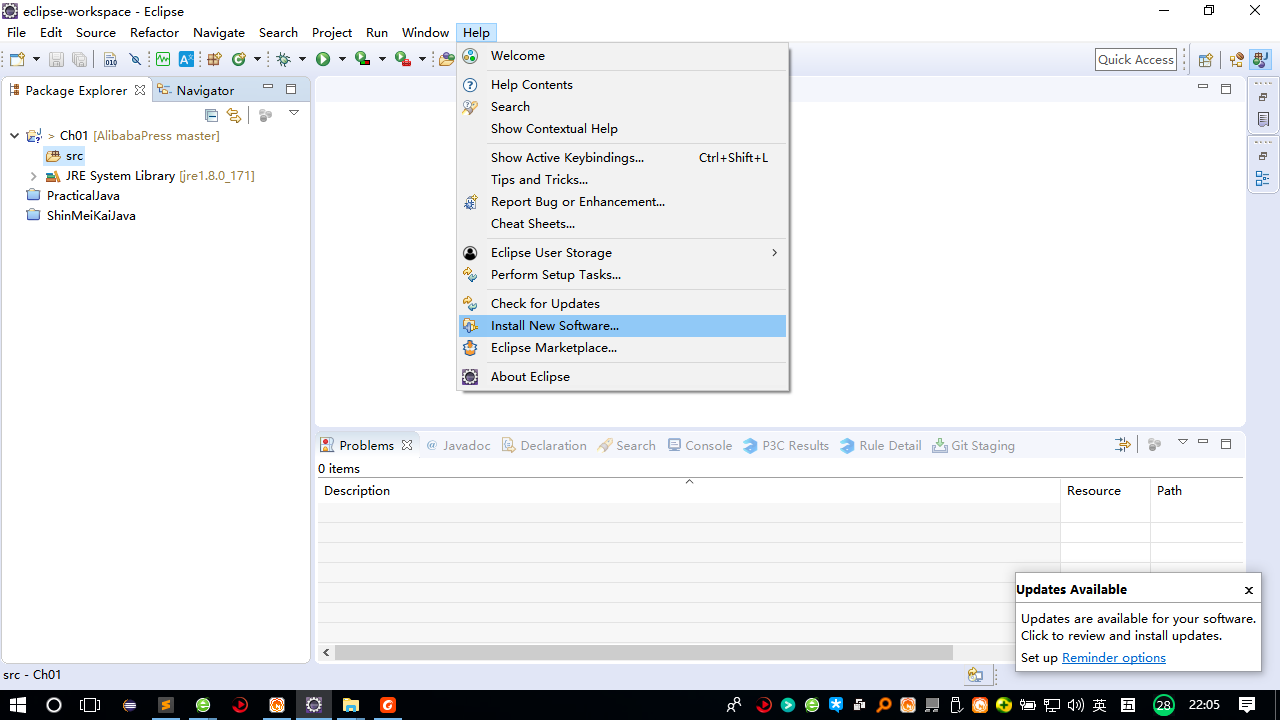 eclipse-workspace - Eclipse
File Edit Source Refactor Navigate Search Project Run Window Help
Quick Access
Package Explorer Navigator
> Ch01 [AlibabaPress master]
src
JRE System Library [jre1.8.0_171]
PracticalJava
ShinMeiKaiJava
Welcome
Help Contents
Search
Show Contextual Help
Show Active Keybindings... Ctrl+Shift+L
Tips and Tricks...
Report Bug or Enhancement...
Cheat Sheets...
Eclipse User Storage
Perform Setup Tasks...
Check for Updates
Install New Software...
Eclipse Marketplace...
About Eclipse
Problems @ Javadoc Declaration Search Console P3C Results Rule Detail Git Staging
0 items
Description Resource Path
Updates Available x
Updates are available for your software.
Click to review and install updates.
Set up Reminder options
src - Ch01
英 五 28 22:05